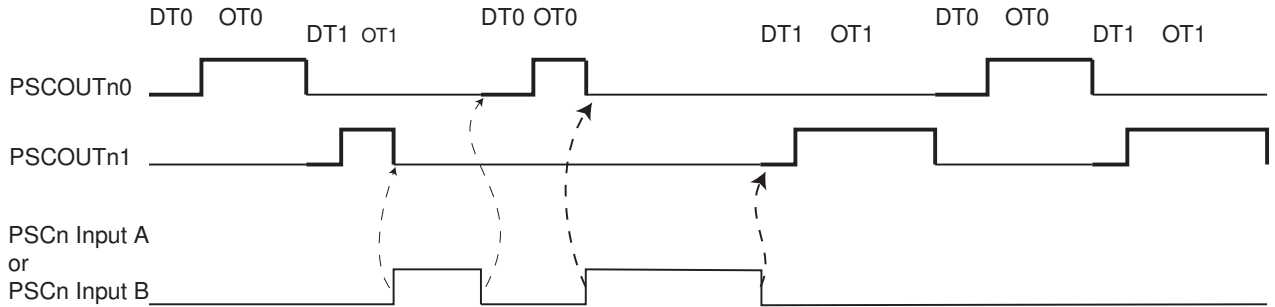 DT0 OT0 DT0 OT0 DT0 OT0
DT1 OT1 DT1 OT1 DT1 OT1
PSCOUTn0
PSCOUTn1
PSCn Input A
or
PSCn Input B